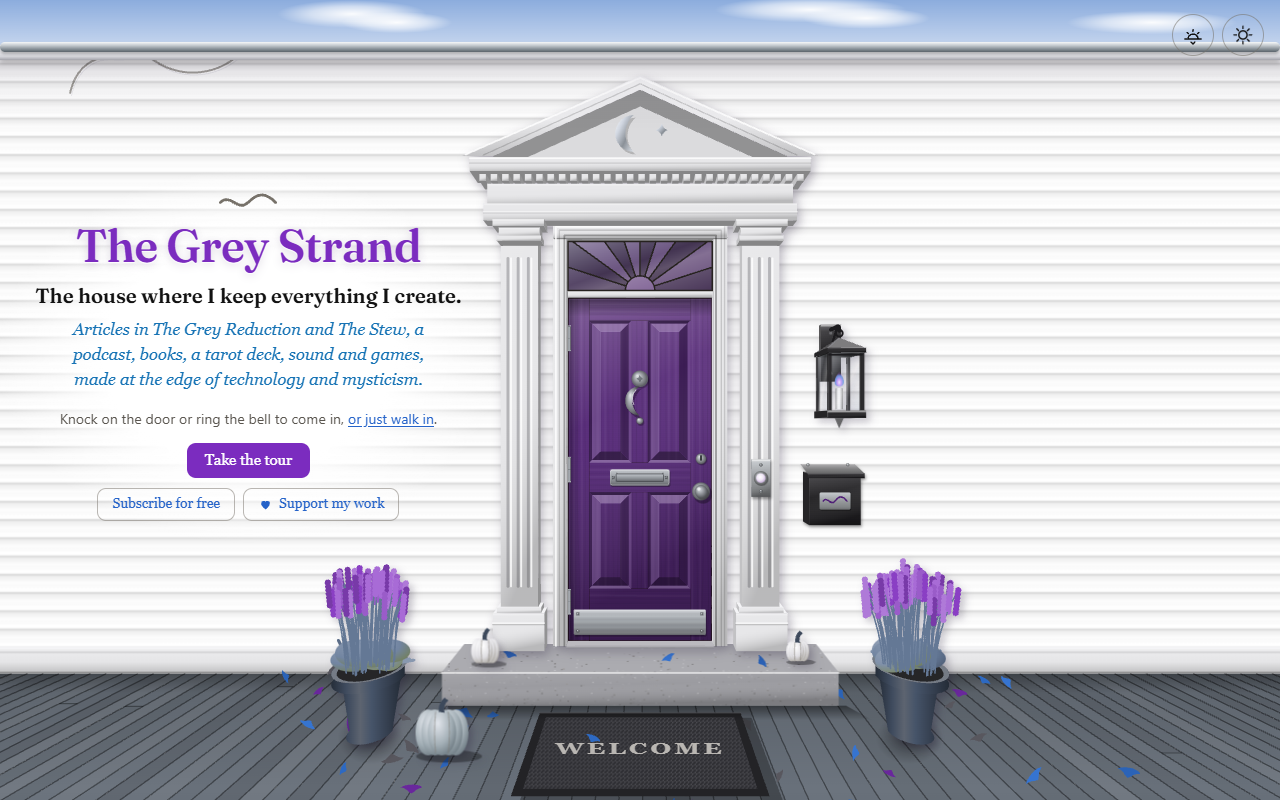 The Grey Strand
The house where I keep everything I create.
Articles in The Grey Reduction and The Stew, a
podcast, books, a tarot deck, sound and games,
made at the edge of technology and mysticism.
Knock on the door or ring the bell to come in, or just walk in.
Take the tour
Subscribe for free
Support my work
WELCOME